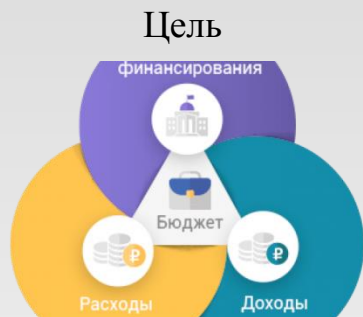 Цель
финансирования
Бюджет
Расходы
Доходы